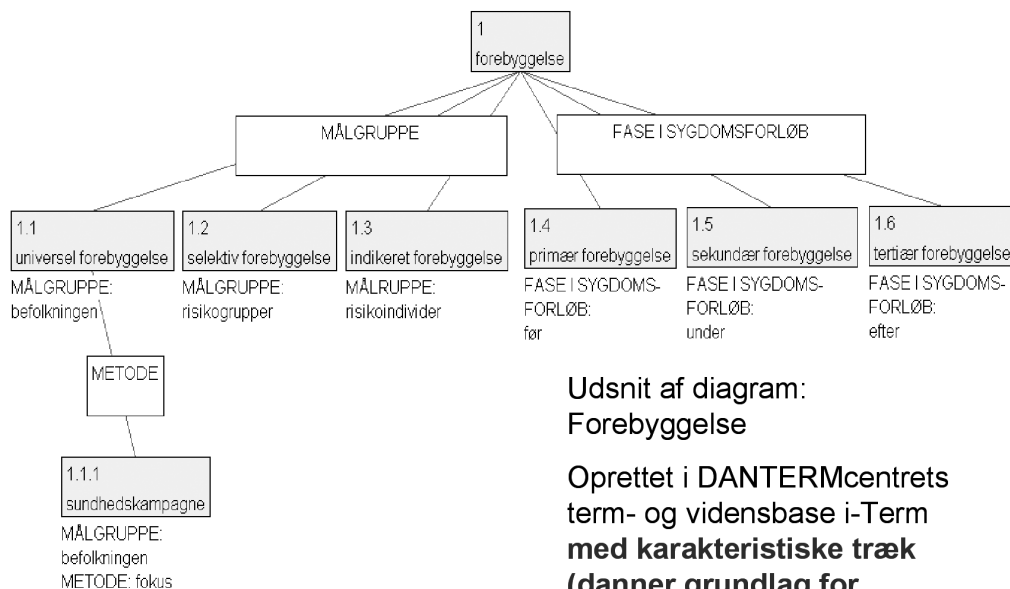 1
forebyggelse
MÅLGRUPPE
FASE I SYGDOMSFORLØB
1.1
universel forebyggelse
MÅLGRUPPE:
befolkningen
1.2
selektiv forebyggelse
MÅLGRUPPE:
risikogrupper
1.3
indikeret forebyggelse
MÅLRUPPE:
risikoindivider
1.4
primær forebyggelse
FASE I SYGDOMS-
FORLØB:
før
1.5
sekundær forebyggelse
FASE I SYGDOMS-
FORLØB:
under
1.6
tertiær forebyggelse
FASE I SYGDOMS-
FORLØB:
efter
METODE
1.1.1
sundhedskampagne
MÅLGRUPPE:
befolkningen
METODE: fokus
Udsnit af diagram:
Forebyggelse
Oprettet i DANTERMcentrets
term- og vidensbase i-Term
med karakteristiske træk
(danner grundlag for